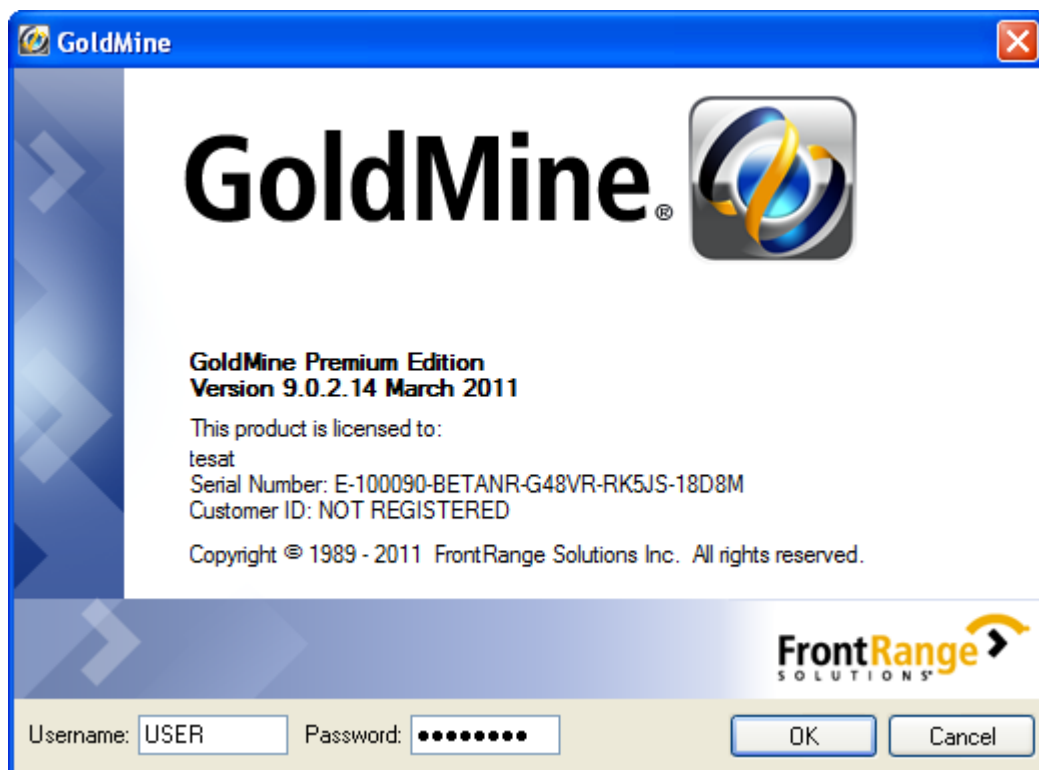 GoldMine
GoldMine®
GoldMine Premium Edition
Version 9.0.2.14 March 2011
This product is licensed to:
tesat
Serial Number: E-100090-BETANR-G48VR-RK5JS-18D8M
Customer ID: NOT REGISTERED
Copyright © 1989 - 2011 FrontRange Solutions Inc. All rights reserved.
FrontRange
SOLUTIONS®
Username: USER Password: ●●●●●●●● OK Cancel